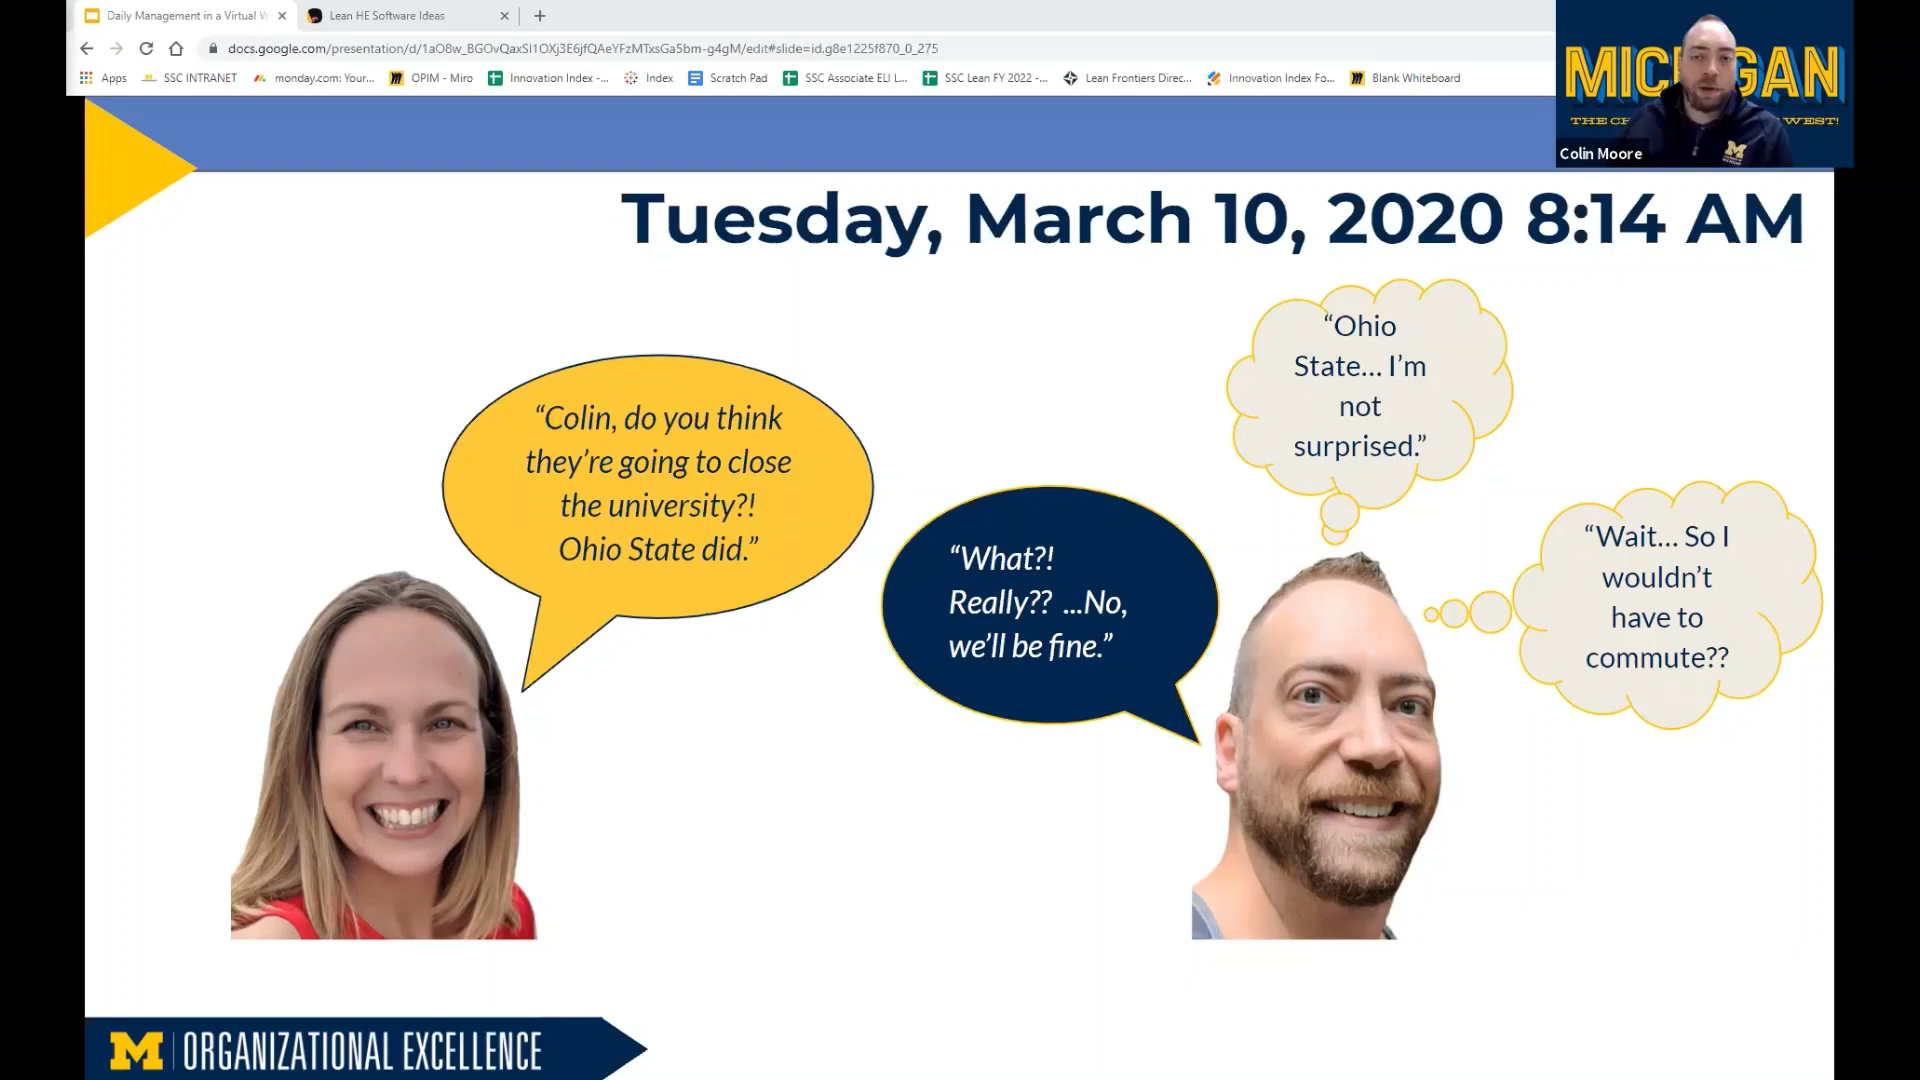 Daily Management in a Virtual W
Lean HE Software Ideas
docs.google.com/presentation/d/1aO8w_BGOvQaxSI1OXj3E6jfQAeYFzMTxsGa5bm-g4gM/edit#slide=id.g8e1225f870_0_275
Apps SSC INTRANET monday.com: Your... OPIM - Miro Innovation Index -... Index Scratch Pad SSC Associate ELI L... SSC Lean FY 2022 -... Lean Frontiers Direc... Innovation Index Fo... Blank Whiteboard
THE CH WEST!
M
Colin Moore
Tuesday, March 10, 2020 8:14 AM
“Colin, do you think
they’re going to close
the university?!
Ohio State did.”
“What?!
Really?? ...No,
we’ll be fine.”
“Ohio
State... I’m
not
surprised.”
“Wait... So I
wouldn’t
have to
commute??
M ORGANIZATIONAL EXCELLENCE